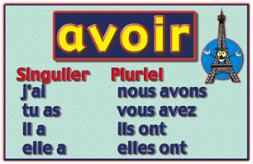 avoir
Singulier Pluriel
j'ai nous avons
tu as vous avez
il a ils ont
elle a elles ont